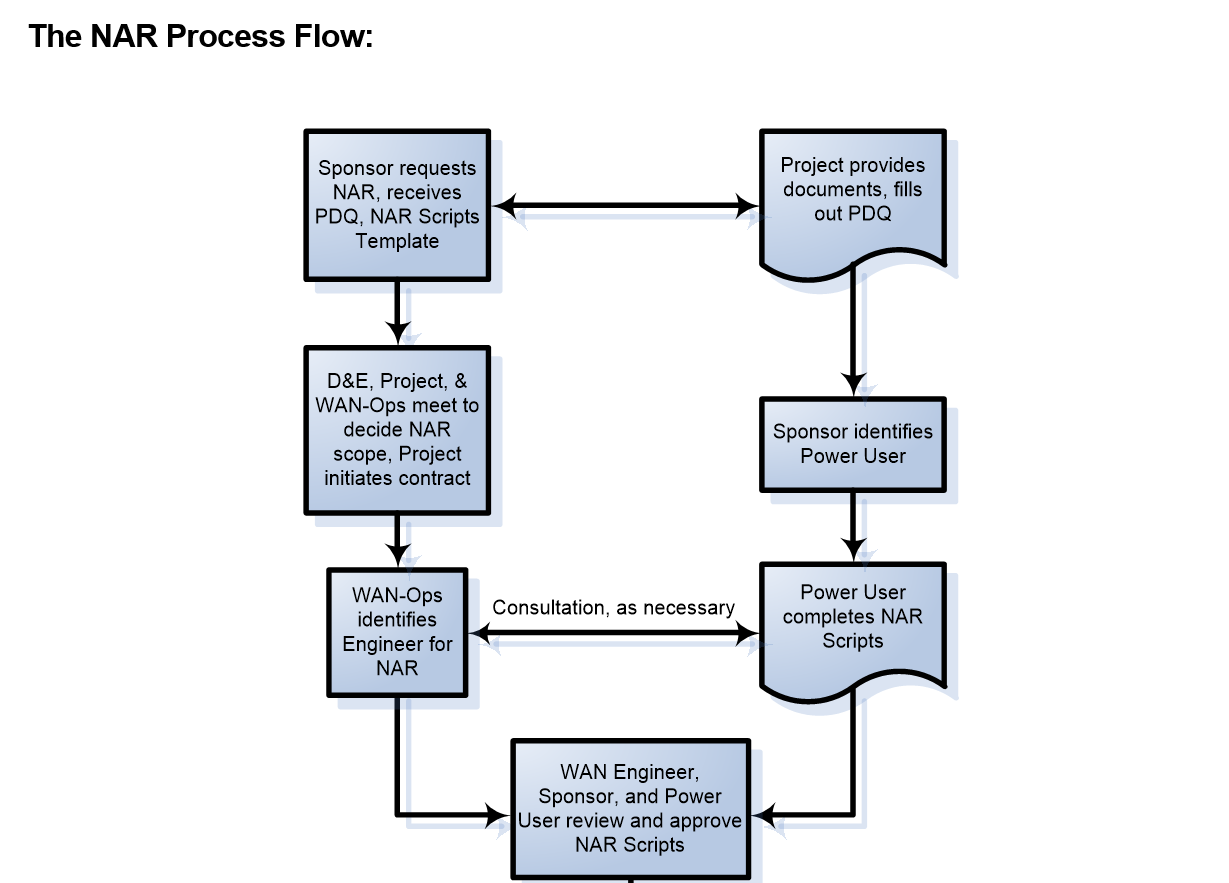 The NAR Process Flow:
Sponsor requests
NAR, receives
PDQ, NAR Scripts
Template
Project provides
documents, fills
out PDQ
D&E, Project, &
WAN-Ops meet to
decide NAR
scope, Project
initiates contract
Sponsor identifies
Power User
WAN-Ops
identifies
Engineer for
NAR
Consultation, as necessary
Power User
completes NAR
Scripts
WAN Engineer,
Sponsor, and Power
User review and approve
NAR Scripts